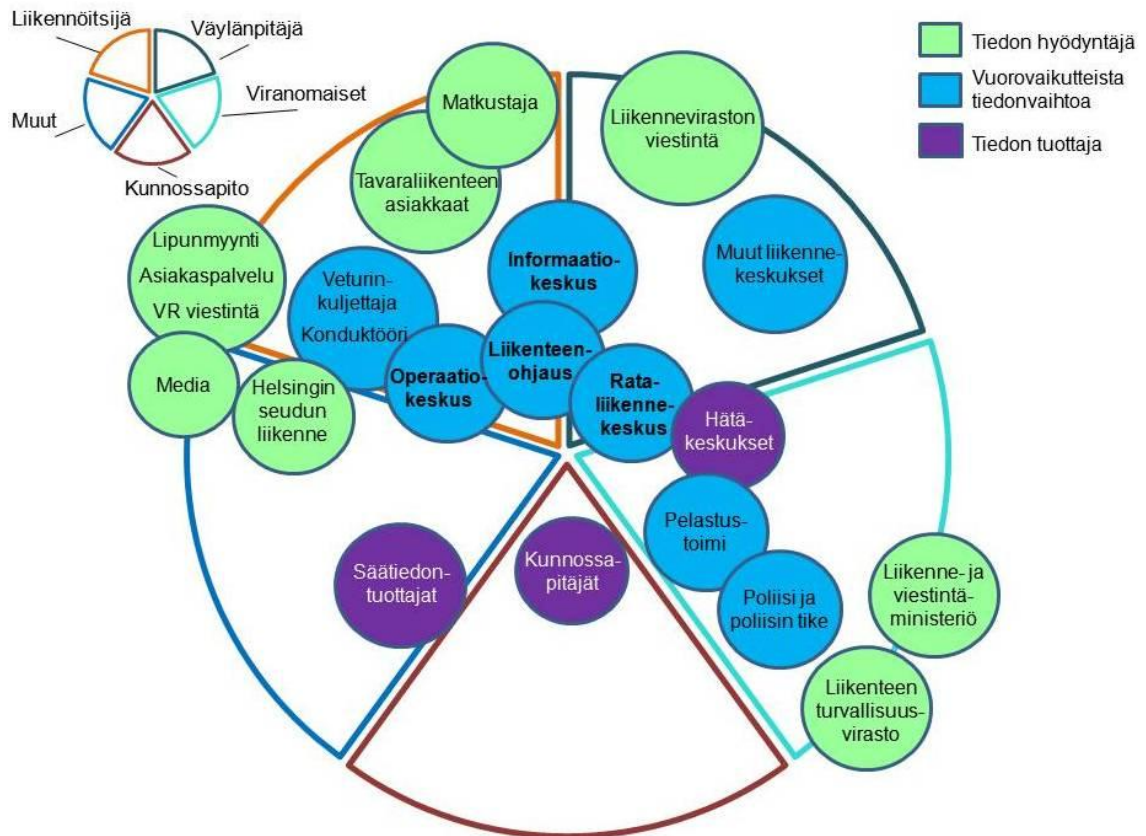 Liikennöitsijä
Väylänpitäjä
Viranomaiset
Muut
Kunnossapito
Tiedon hyödyntäjä
Vuorovaikutteista
tiedonvaihtoa
Tiedon tuottaja
Matkustaja
Tavaraliikenteen
asiakkaat
Liikenneviraston
viestintä
Lipunmyynti
Asiakaspalvelu
VR viestintä
Veturin-
kuljettaja
Konduktööri
Informaatio-
keskus
Muut liikenne-
keskukset
Media
Helsingin
seudun
liikenne
Operaatio-
keskus
Liikenteen-
ohjaus
Rata-
liikenne-
keskus
Hätä-
keskukset
Pelastus-
toimi
Säätiedon-
tuottajat
Kunnossa-
pitäjät
Poliisi ja
poliisin tike
Liikenne- ja
viestintä-
ministeriö
Liikenteen
turvallisuus-
virasto